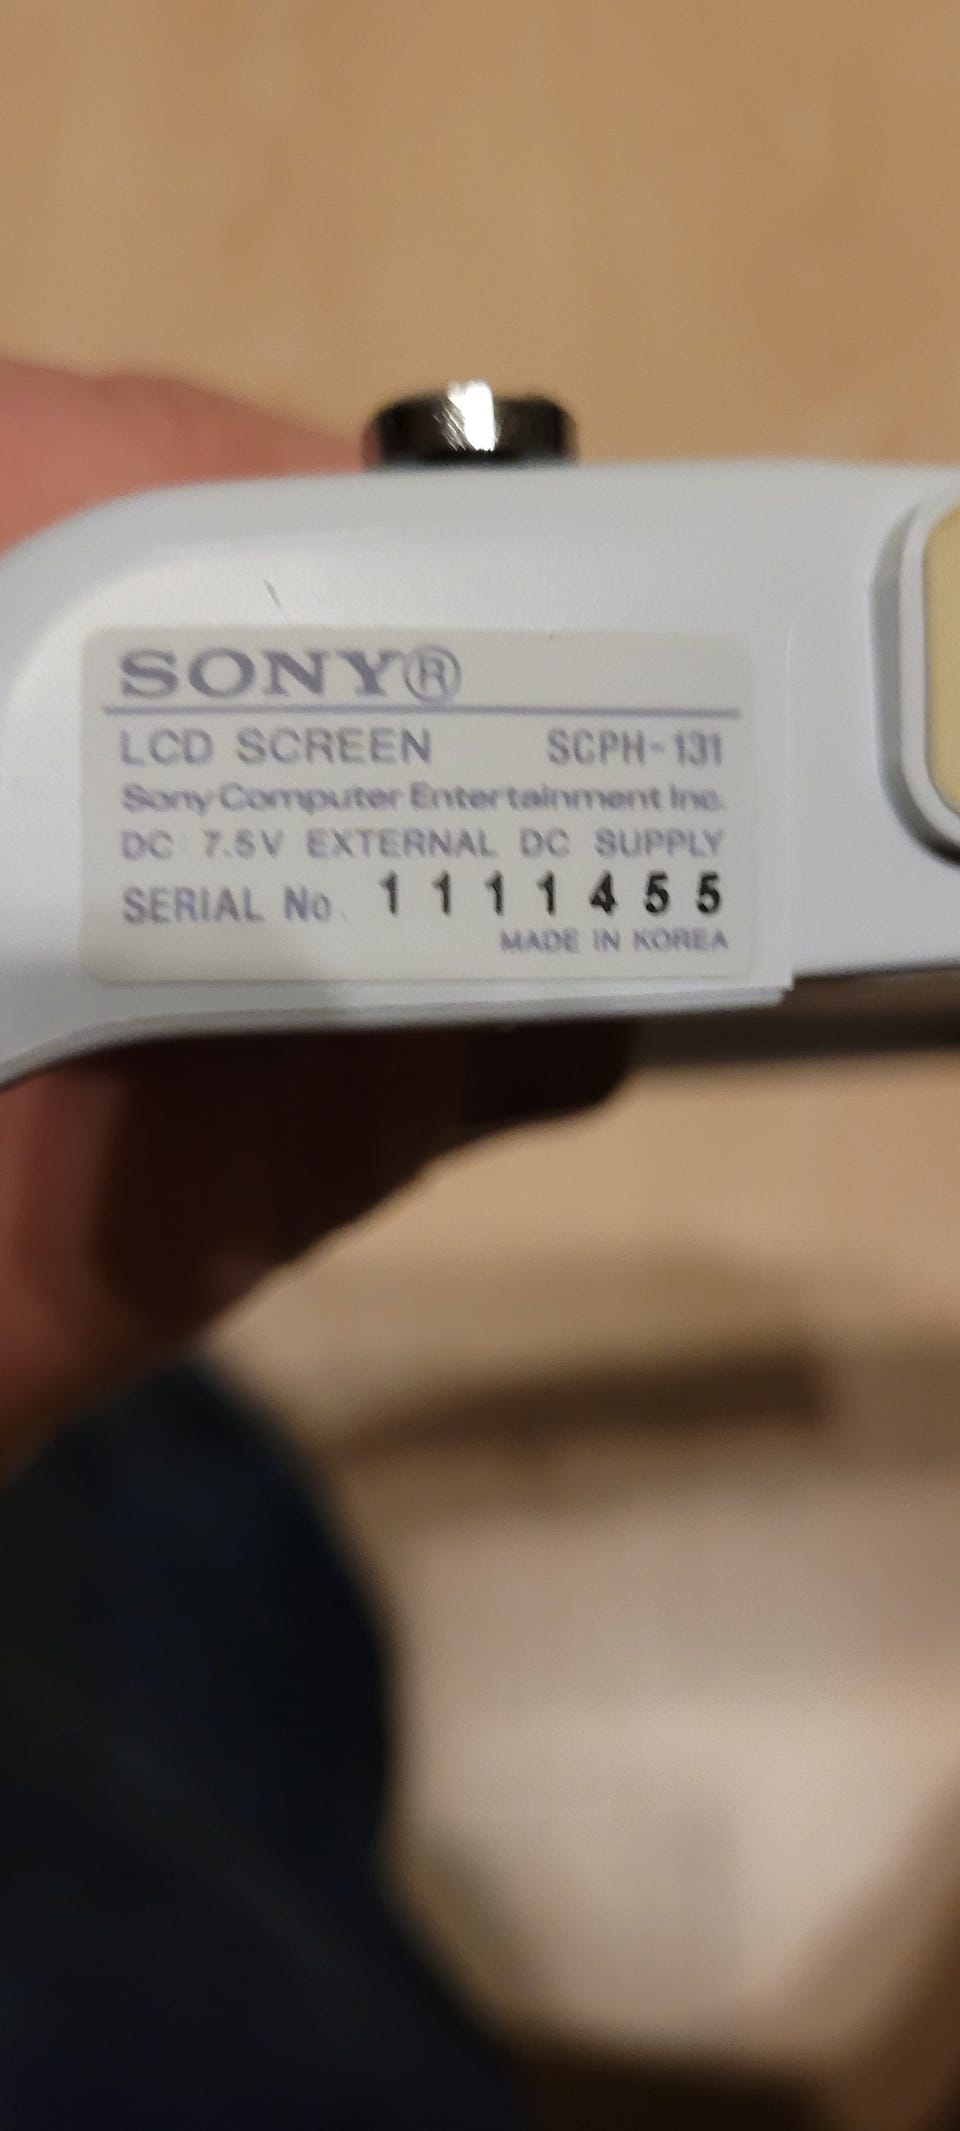 SONY®
LCD SCREEN SCPH-131
Sony Computer Entertainment Inc.
DC: 7.5V EXTERNAL DC SUPPLY
SERIAL No. 1111455
MADE IN KOREA